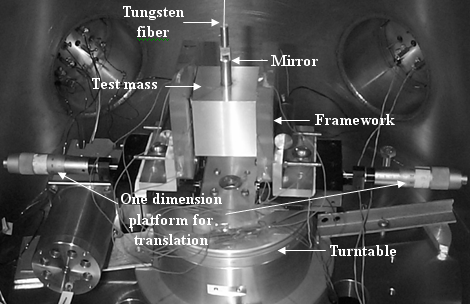 Tungsten
fiber
Mirror
Test mass
Framework
One dimension
platform for
translation
Turntable